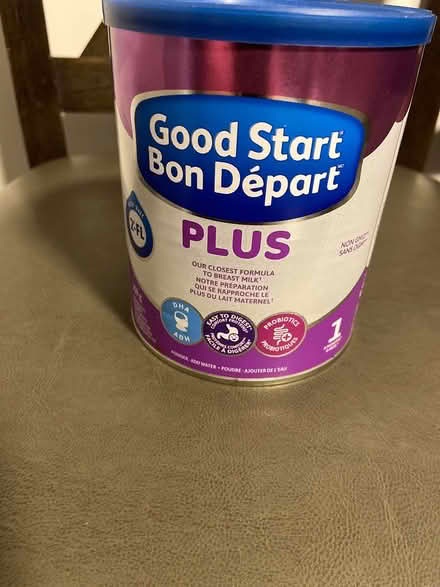 Good Start
Bon Départ
PLUS
2'-FL
NON GMO
SANS OGM
OUR CLOSEST FORMULA
TO BREAST MILK†
NOTRE PRÉPARATION
QUI SE RAPPROCHE LE
PLUS DU LAIT MATERNEL†
DHA
ADH
EASY TO DIGEST
COMFORT PROTEINS
FACILE À DIGÉRER
PROBIOTICS
PROBIOTIQUES
1
POWDER · ADD WATER • POUDRE · AJOUTER DE L'EAU